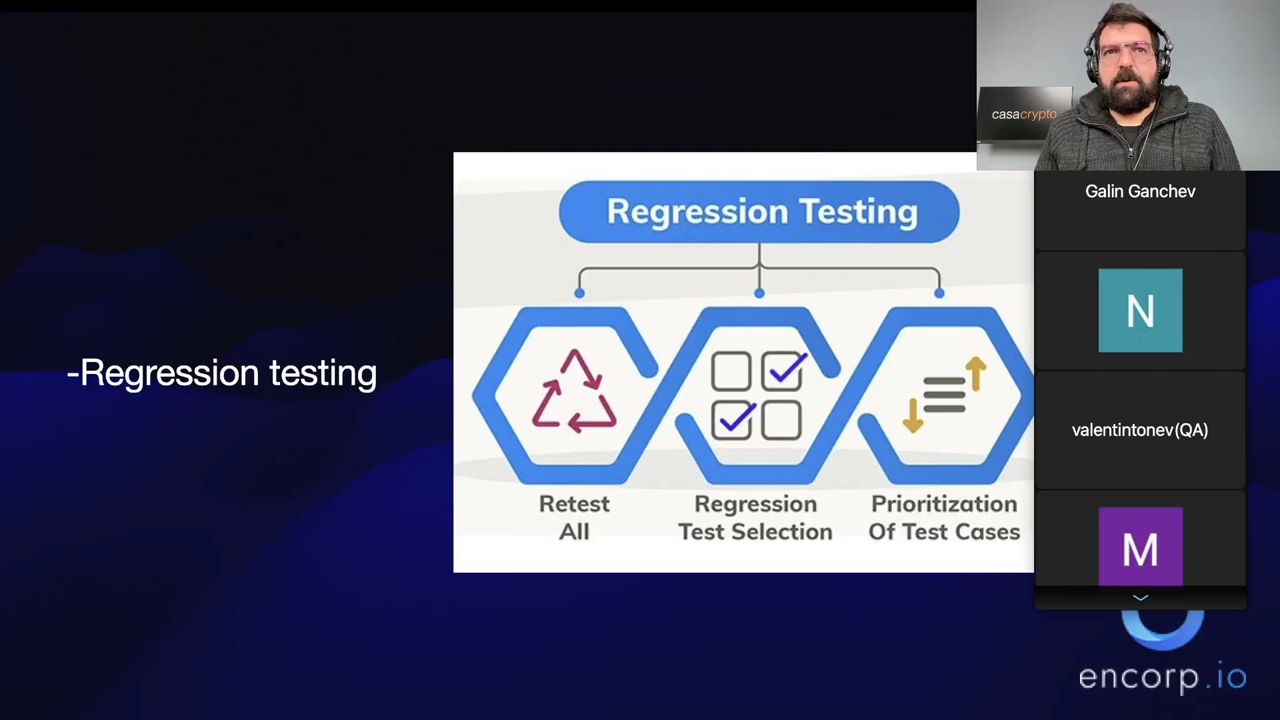 casacrypto
Galin Ganchev
Regression Testing
N
-Regression testing
valentintonev(QA)
Retest
All
Regression
Test Selection
Prioritization
Of Test Cases
M
encorp.io